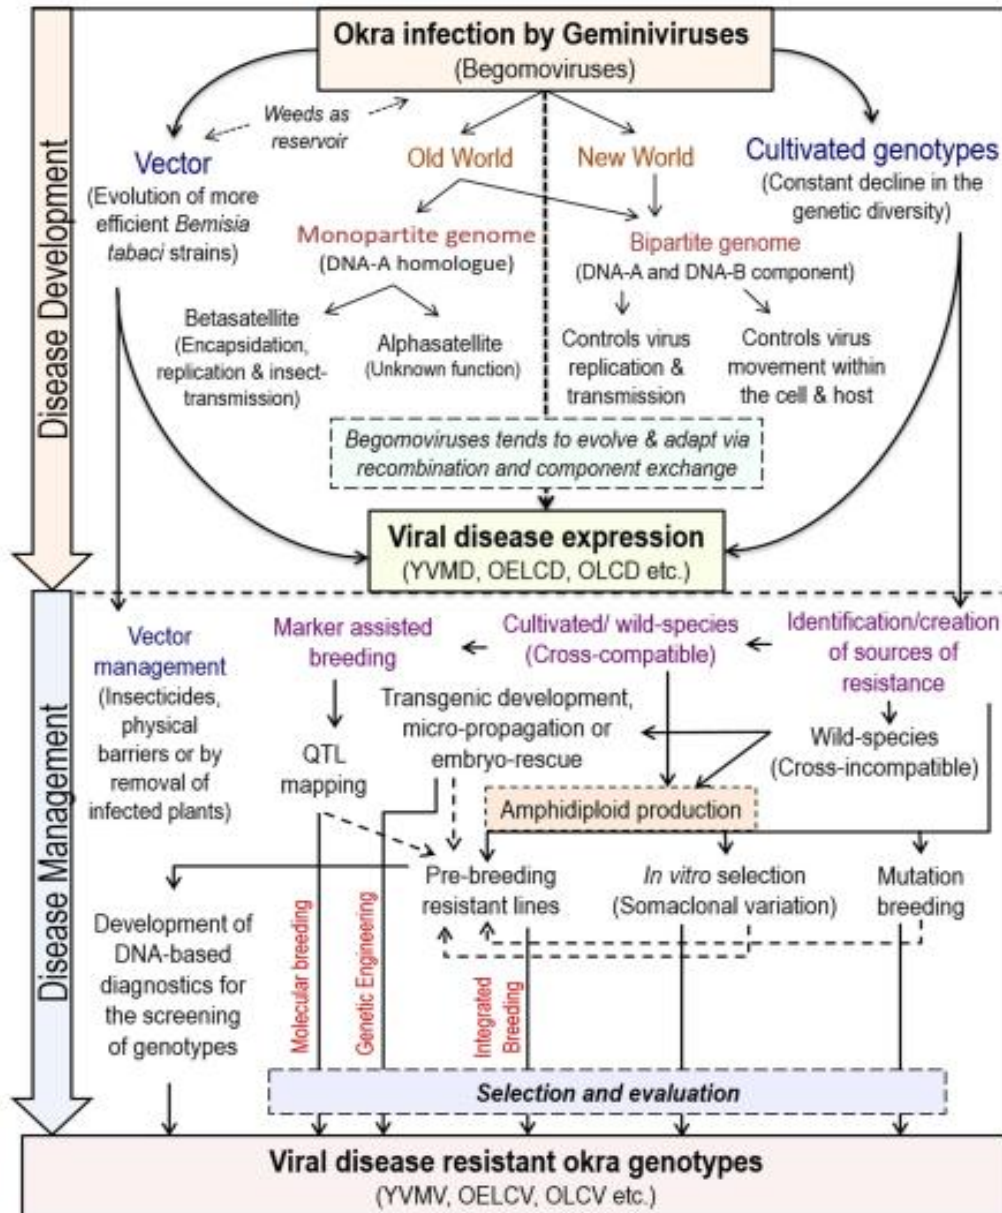 Okra infection by Geminiviruses
(Begomoviruses)
Disease Development
Weeds as
reservoir
Vector
(Evolution of more
efficient Bemisia
tabaci strains)
Old World
New World
Cultivated genotypes
(Constant decline in the
genetic diversity)
Monopartite genome
(DNA-A homologue)
Bipartite genome
(DNA-A and DNA-B component)
Betasatellite
(Encapsidation,
replication & insect-
transmission)
Alphasatellite
(Unknown function)
Controls virus
replication &
transmission
Controls virus
movement within
the cell & host
Begomoviruses tends to evolve & adapt via
recombination and component exchange
Viral disease expression
(YVMD, OELCD, OLCD etc.)
Disease Management
Vector
management
(Insecticides,
physical
barriers or by
removal of
infected plants)
Marker assisted
breeding
Cultivated/ wild-species
(Cross-compatible)
Identification/creation
of sources of
resistance
QTL
mapping
Transgenic development,
micro-propagation or
embryo-rescue
Wild-species
(Cross-incompatible)
Amphidiploid production
Pre-breeding
resistant lines
In vitro selection
(Somaclonal variation)
Mutation
breeding
Development of
DNA-based
diagnostics for
the screening
of genotypes
Molecular breeding
Genetic Engineering
Integrated
Breeding
Selection and evaluation
Viral disease resistant okra genotypes
(YVMV, OELCV, OLCV etc.)